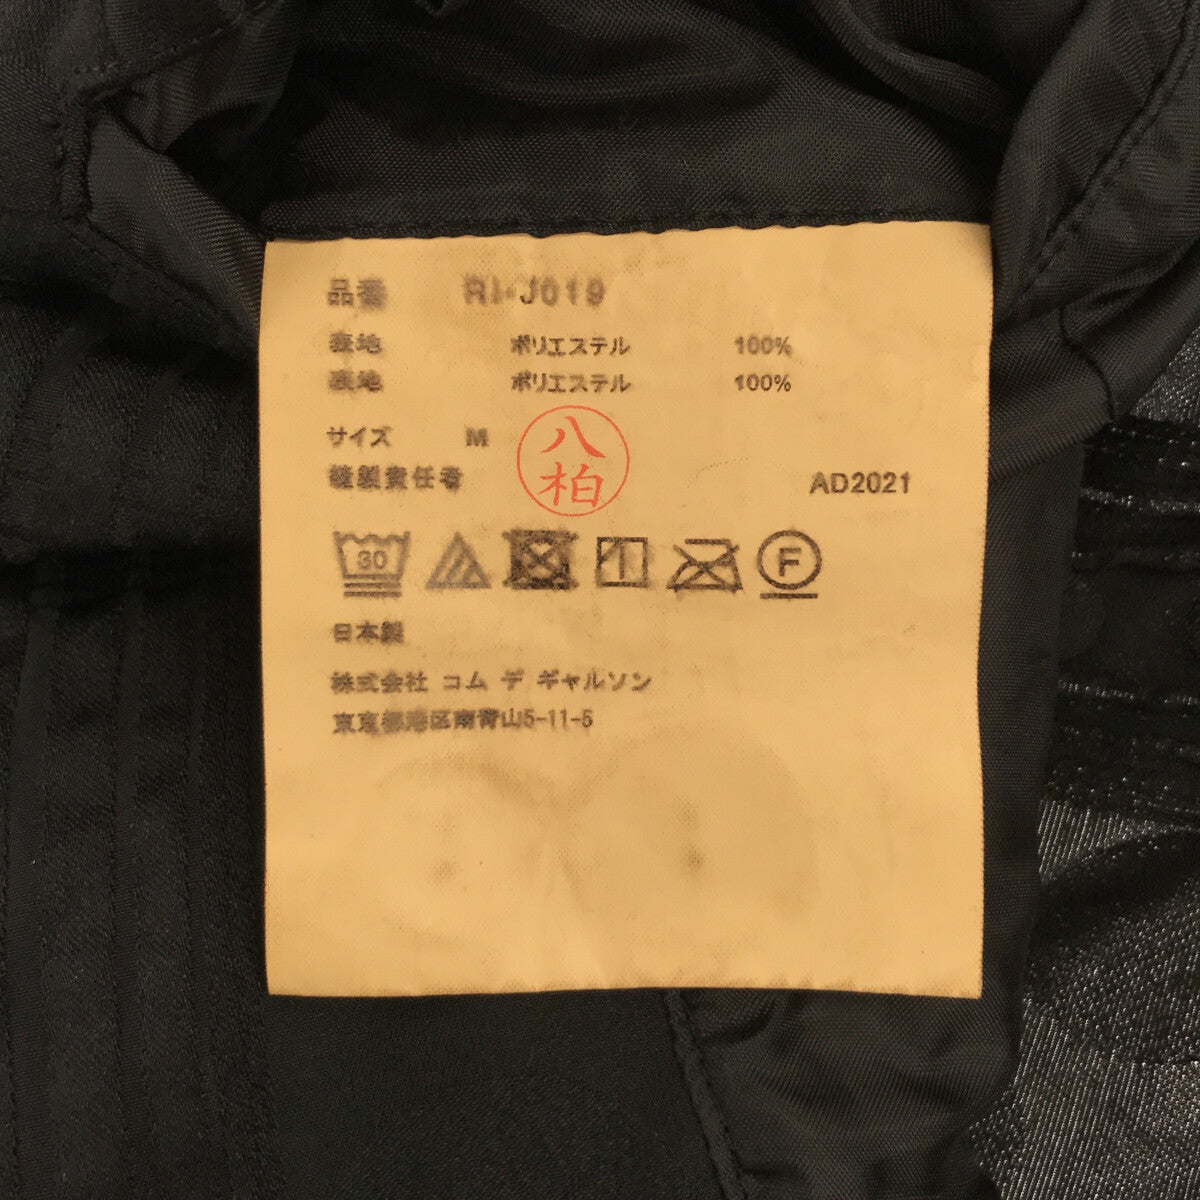 品番 RI-J019
表地 ポリエステル 100%
表地 ポリエステル 100%
サイズ M 八柏
縫製責任者 AD2021
30 F
日本製
株式会社 コム デ ギャルソン
東京都港区南青山5-11-5